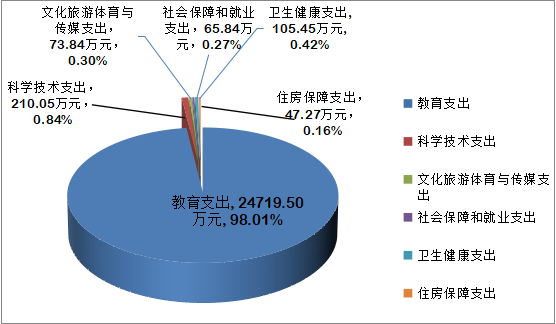 文化旅游体育与
传媒支出，
73.84万元，
0.30%
社会保障和就业
支出，65.84万
元，
0.27%
卫生健康支出，
105.45万元,
0.42%
科学技术支出，
210.05万元，
0.84%
住房保障支出，
47.27万元，
0.16%
教育支出, 24719.50
万元, 98.01%
教育支出
科学技术支出
文化旅游体育与传媒支
出
社会保障和就业支出
卫生健康支出
住房保障支出